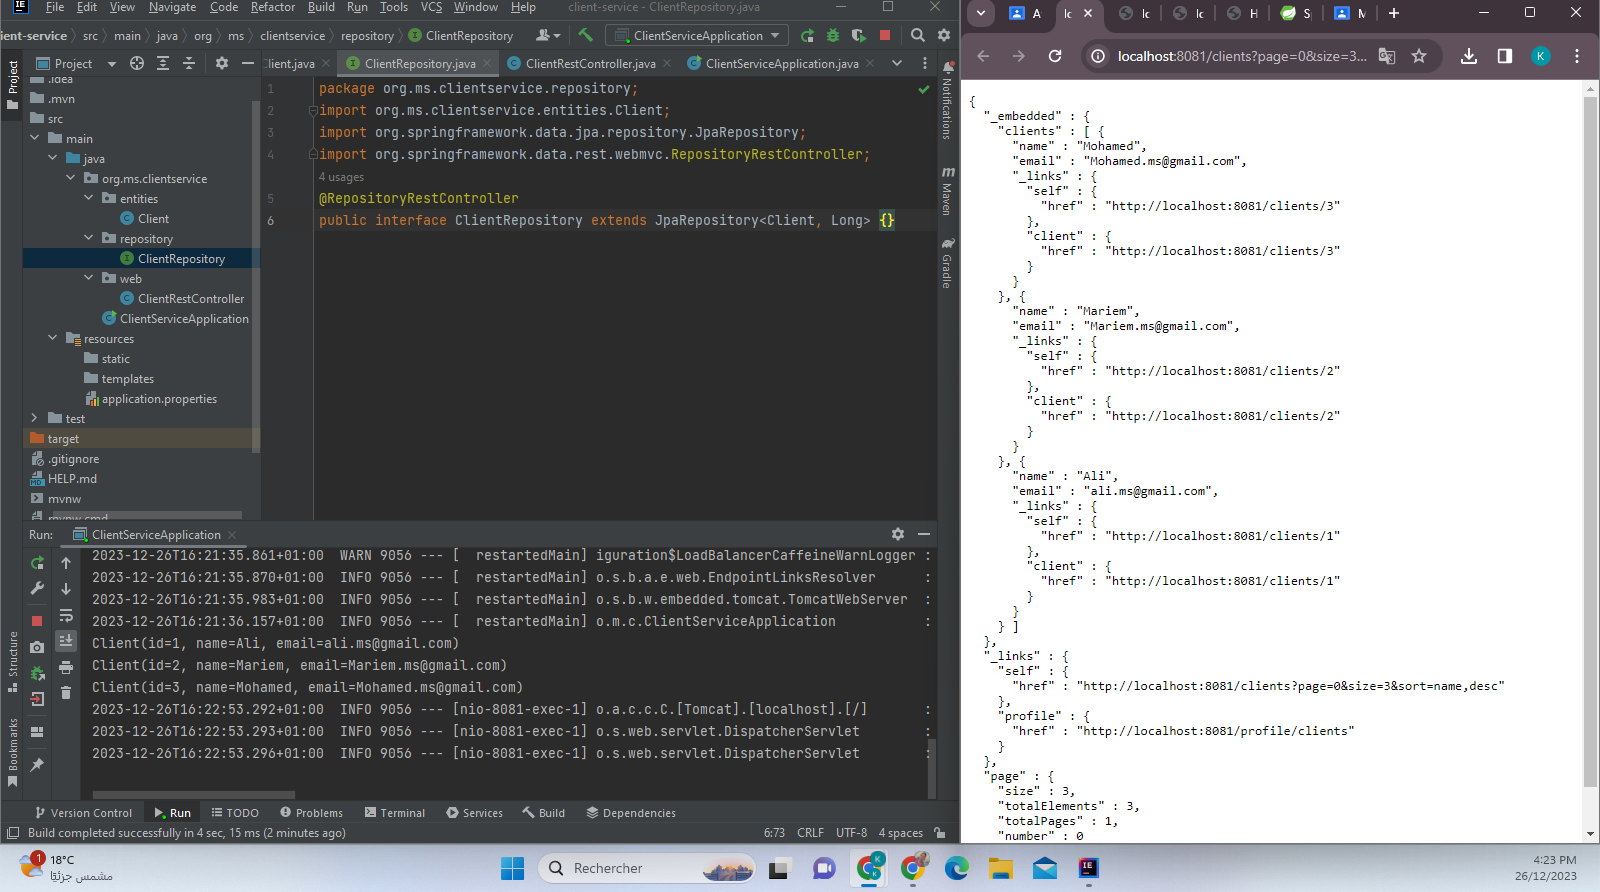 File Edit View Navigate Code Refactor Build Run Tools VCS Window Help client-service - ClientRepository.java
ient-service src main java org ms clientservice repository ClientRepository ClientServiceApplication
Project
Project
lient.java ClientRepository.java ClientRestController.java ClientServiceApplication.java
.idea
.mvn
src
main
java
org.ms.clientservice
entities
Client
repository
ClientRepository
web
ClientRestController
ClientServiceApplication
resources
static
templates
application.properties
test
target
.gitignore
HELP.md
mvnw
mvnw.cmd
1 package org.ms.clientservice.repository;
2 import org.ms.clientservice.entities.Client;
3 import org.springframework.data.jpa.repository.JpaRepository;
4 import org.springframework.data.rest.webmvc.RepositoryRestController;
4 usages
5 @RepositoryRestController
6 public interface ClientRepository extends JpaRepository<Client, Long> {}
Notifications
Maven
Gradle
Run: ClientServiceApplication
2023-12-26T16:21:35.861+01:00 WARN 9056 --- [ restartedMain] iguration$LoadBalancerCaffeineWarnLogger :
2023-12-26T16:21:35.870+01:00 INFO 9056 --- [ restartedMain] o.s.b.a.e.web.EndpointLinksResolver :
2023-12-26T16:21:35.983+01:00 INFO 9056 --- [ restartedMain] o.s.b.w.embedded.tomcat.TomcatWebServer :
2023-12-26T16:21:36.157+01:00 INFO 9056 --- [ restartedMain] o.m.c.ClientServiceApplication :
Client(id=1, name=Ali, email=ali.ms@gmail.com)
Client(id=2, name=Mariem, email=Mariem.ms@gmail.com)
Client(id=3, name=Mohamed, email=Mohamed.ms@gmail.com)
2023-12-26T16:22:53.292+01:00 INFO 9056 --- [nio-8081-exec-1] o.a.c.c.C.[Tomcat].[localhost].[/] :
2023-12-26T16:22:53.293+01:00 INFO 9056 --- [nio-8081-exec-1] o.s.web.servlet.DispatcherServlet :
2023-12-26T16:22:53.296+01:00 INFO 9056 --- [nio-8081-exec-1] o.s.web.servlet.DispatcherServlet :
Structure
Bookmarks
Version Control Run TODO Problems Terminal Services Build Dependencies
Build completed successfully in 4 sec, 15 ms (2 minutes ago) 6:73 CRLF UTF-8 4 spaces
localhost:8081/clients?page=0&size=3... K
{
"_embedded" : {
"clients" : [ {
"name" : "Mohamed",
"email" : "Mohamed.ms@gmail.com",
"_links" : {
"self" : {
"href" : "http://localhost:8081/clients/3"
},
"client" : {
"href" : "http://localhost:8081/clients/3"
}
}
}, {
"name" : "Mariem",
"email" : "Mariem.ms@gmail.com",
"_links" : {
"self" : {
"href" : "http://localhost:8081/clients/2"
},
"client" : {
"href" : "http://localhost:8081/clients/2"
}
}
}, {
"name" : "Ali",
"email" : "ali.ms@gmail.com",
"_links" : {
"self" : {
"href" : "http://localhost:8081/clients/1"
},
"client" : {
"href" : "http://localhost:8081/clients/1"
}
}
} ]
},
"_links" : {
"self" : {
"href" : "http://localhost:8081/clients?page=0&size=3&sort=name,desc"
},
"profile" : {
"href" : "http://localhost:8081/profile/clients"
}
},
"page" : {
"size" : 3,
"totalElements" : 3,
"totalPages" : 1,
"number" : 0
1 18°C
مشمس جزئيًا
Rechercher
4:23 PM
26/12/2023